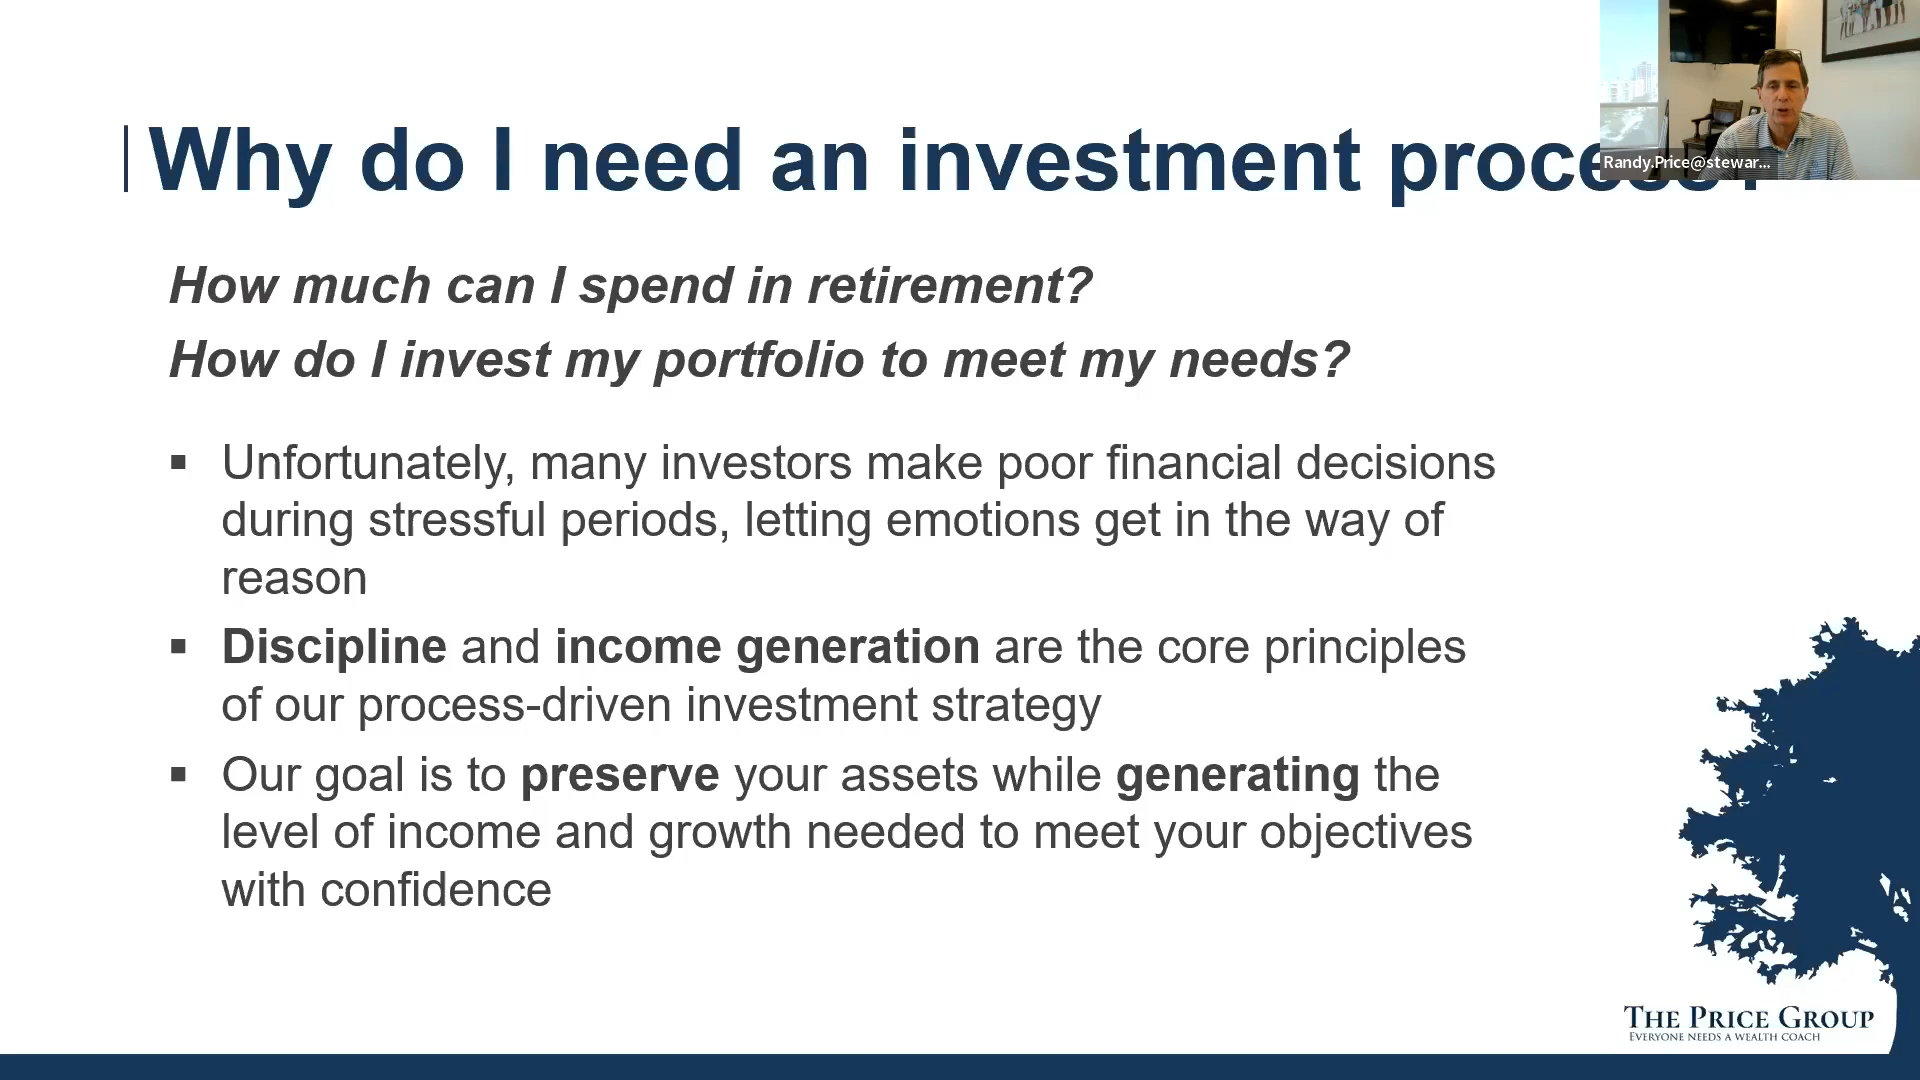 Why do I need an investment process?
Randy.Price@stewar...
How much can I spend in retirement?
How do I invest my portfolio to meet my needs?
▪ Unfortunately, many investors make poor financial decisions
during stressful periods, letting emotions get in the way of
reason
▪ Discipline and income generation are the core principles
of our process-driven investment strategy
▪ Our goal is to preserve your assets while generating the
level of income and growth needed to meet your objectives
with confidence
THE PRICE GROUP
EVERYONE NEEDS A WEALTH COACH